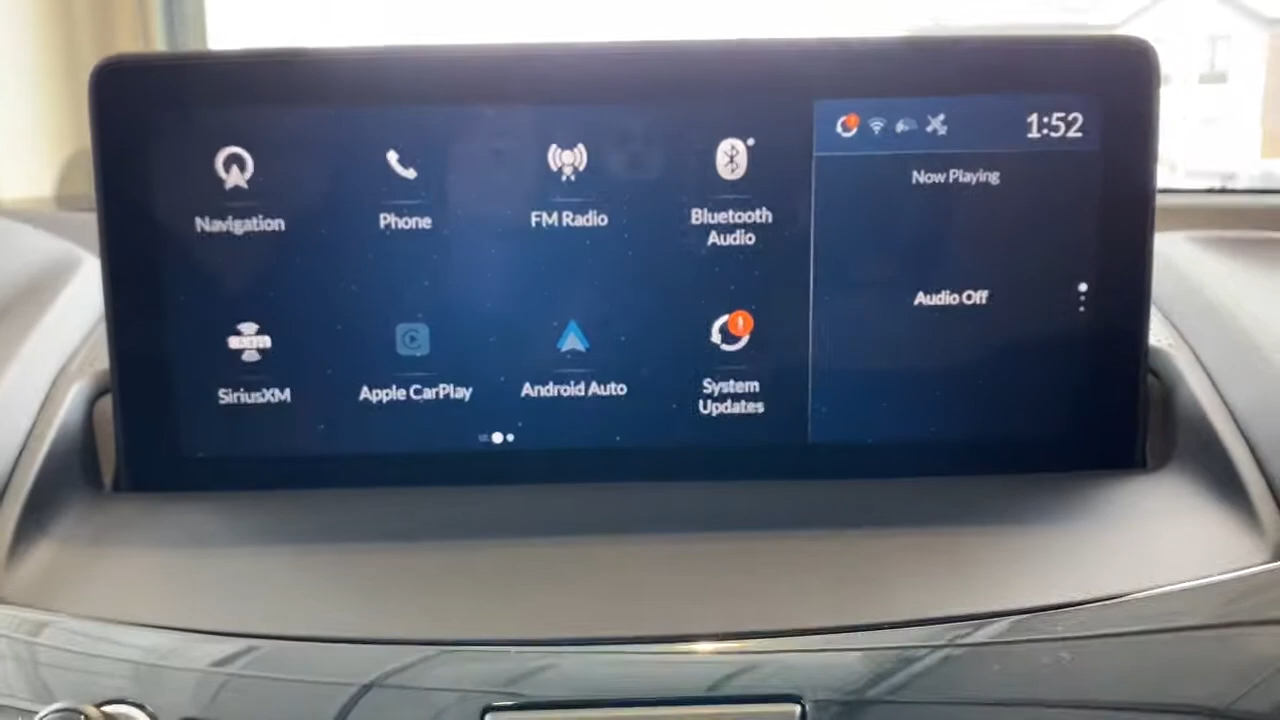 1:52
Navigation
Phone
FM Radio
Bluetooth
Audio
Now Playing
Audio Off
SiriusXM
Apple CarPlay
Android Auto
System
Updates